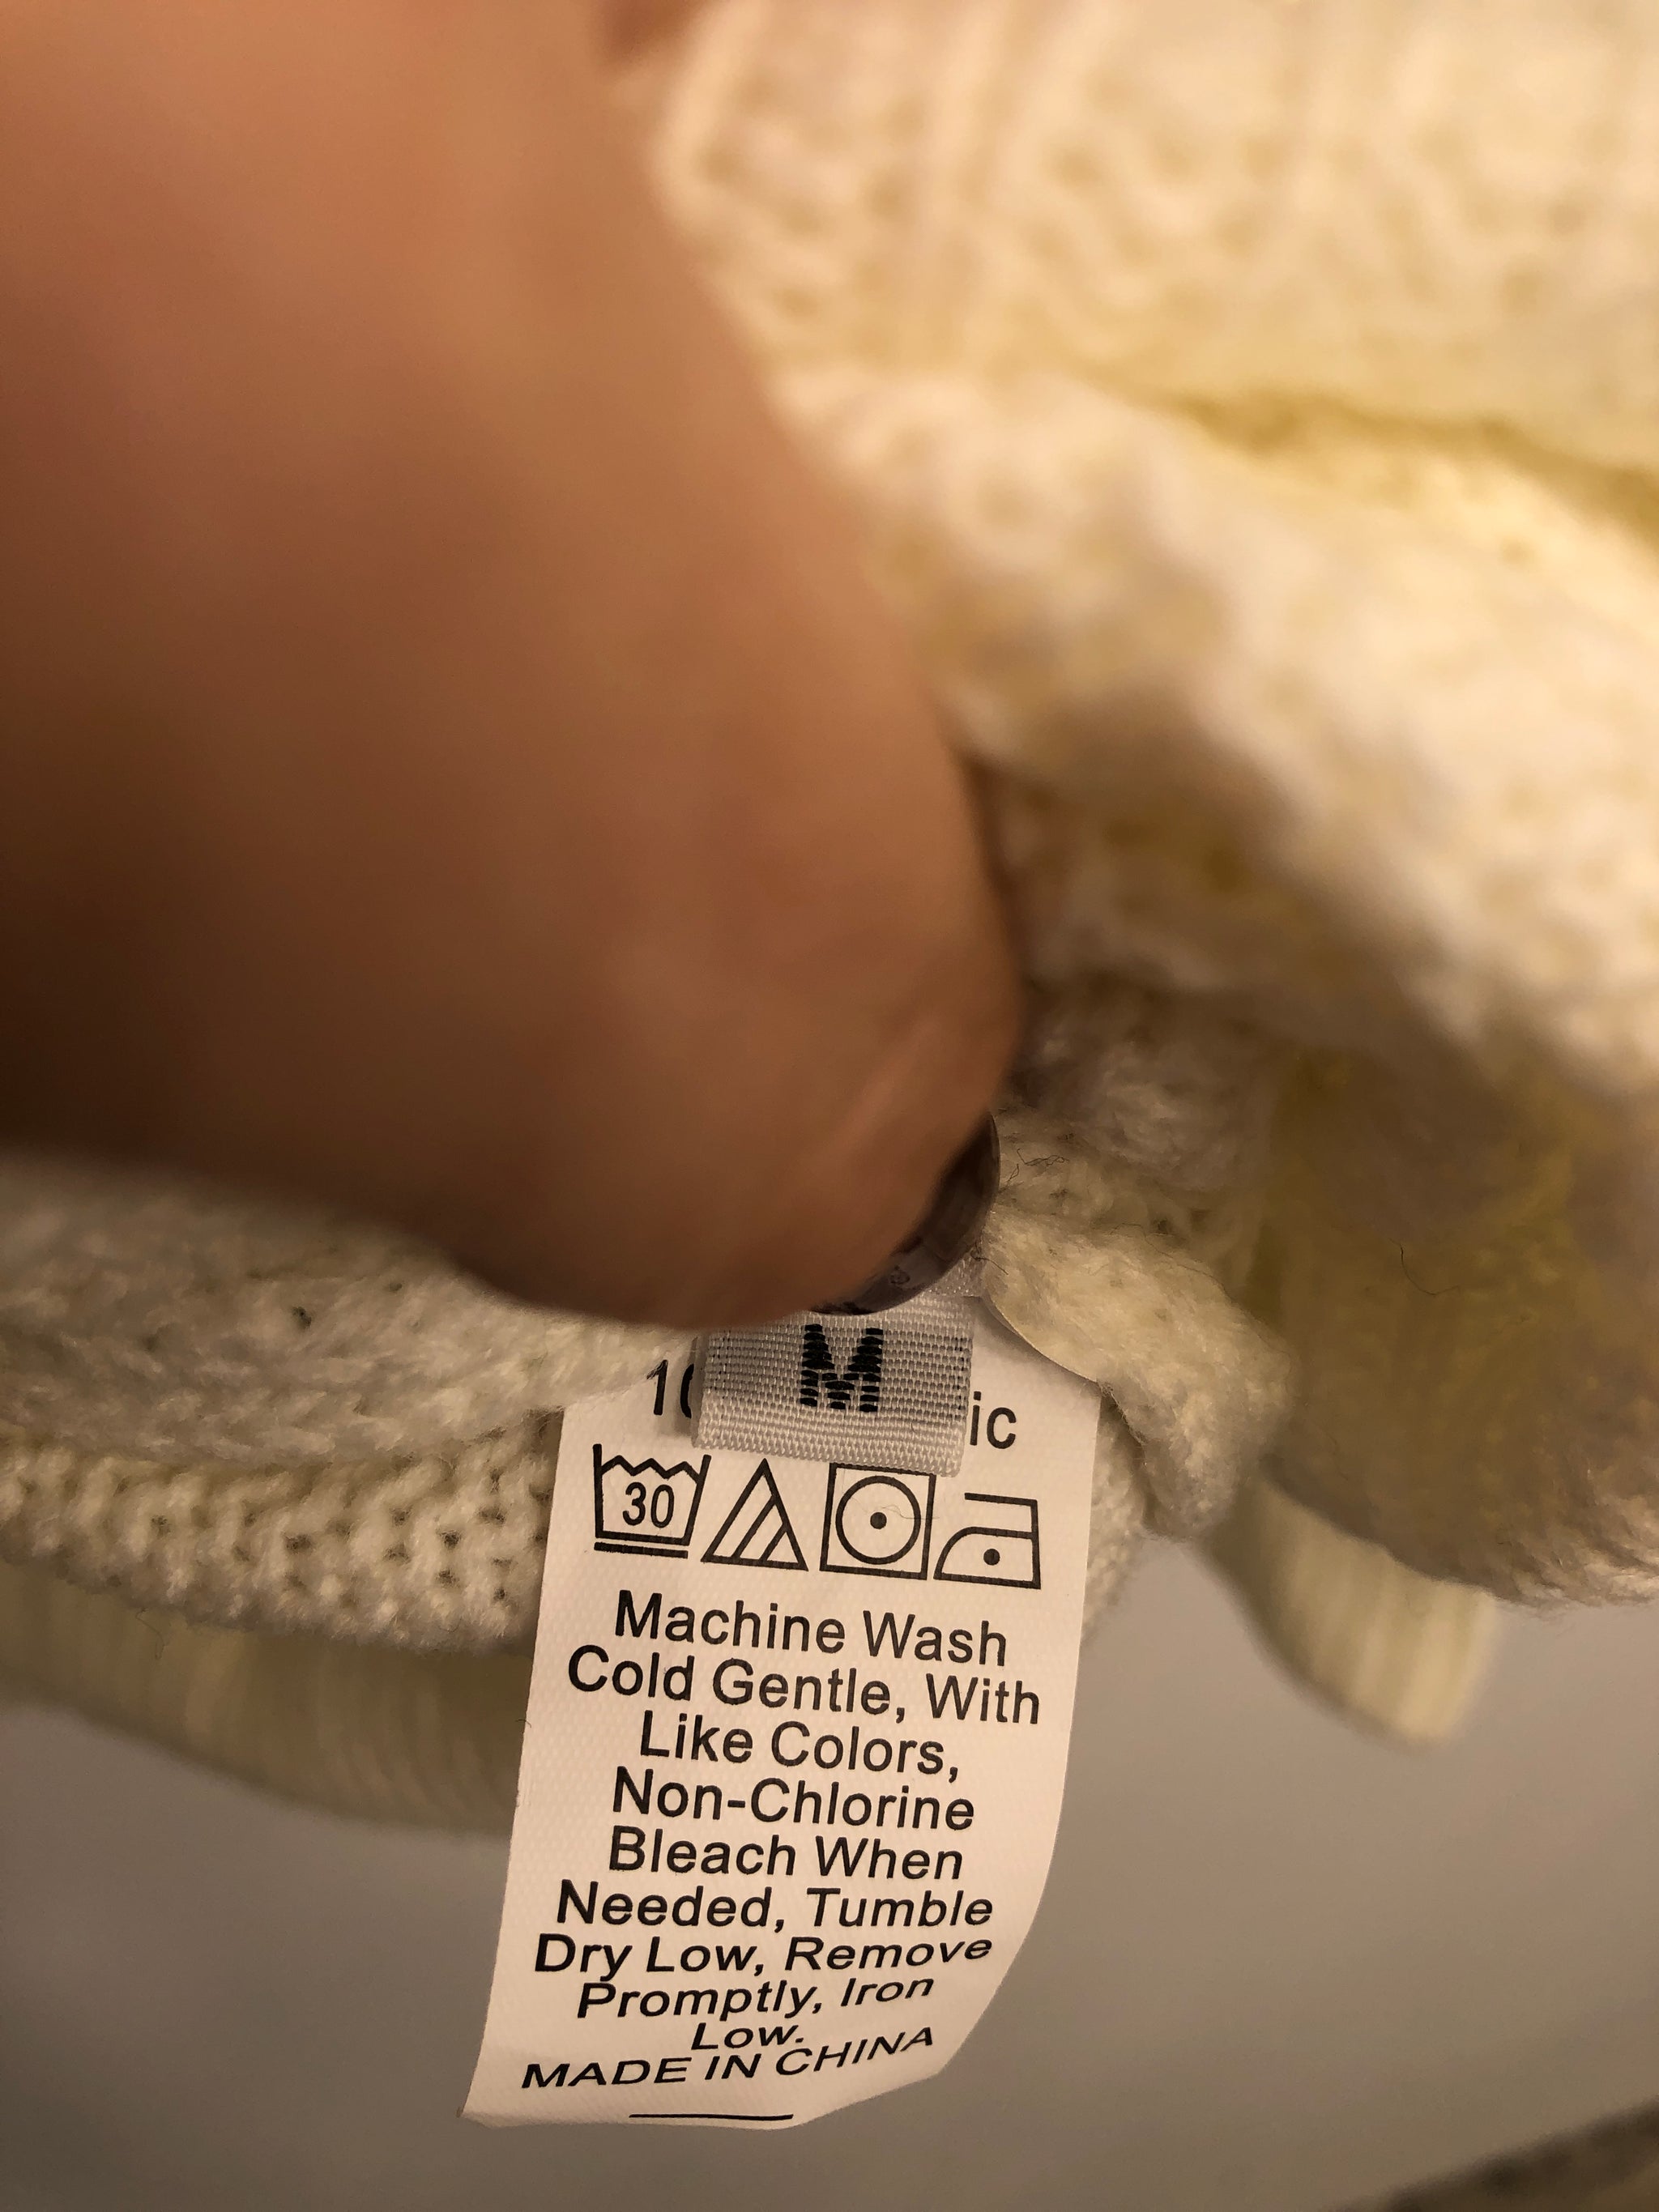 M
ic
30
Machine Wash
Cold Gentle, With
Like Colors,
Non-Chlorine
Bleach When
Needed, Tumble
Dry Low, Remove
Promptly, Iron
Low.
MADE IN CHINA